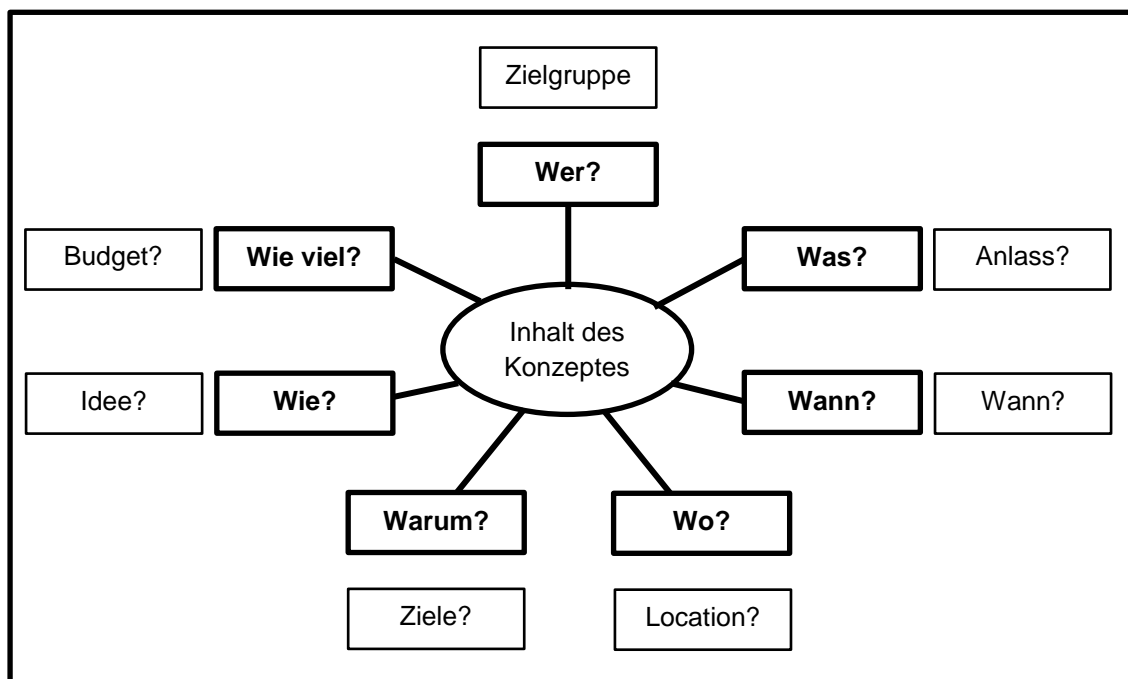 Zielgruppe
Wer?
Budget?
Wie viel?
Was?
Anlass?
Inhalt des
Konzeptes
Idee?
Wie?
Wann?
Wann?
Warum?
Wo?
Ziele?
Location?